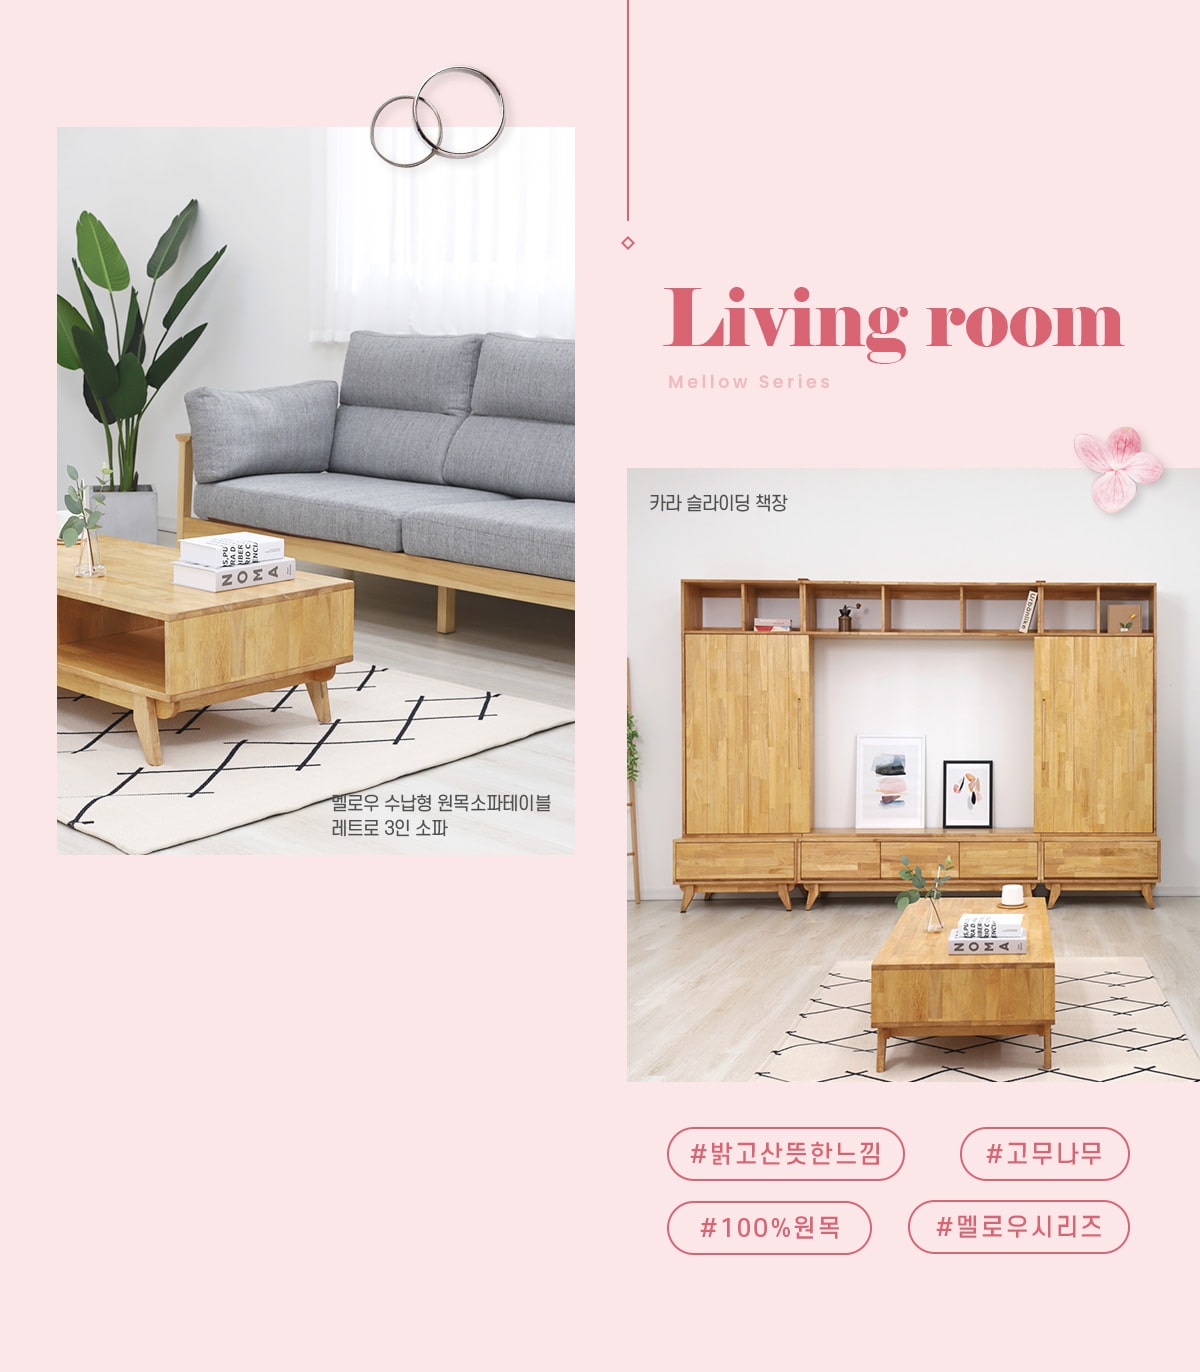 Living room
Mellow Series
카라 슬라이딩 책장
멜로우 수납형 원목소파테이블
레트로 3인 소파
NOMA
Urbanlike
NOMA
#밝고산뜻한느낌
#고무나무
#100%원목
#멜로우시리즈